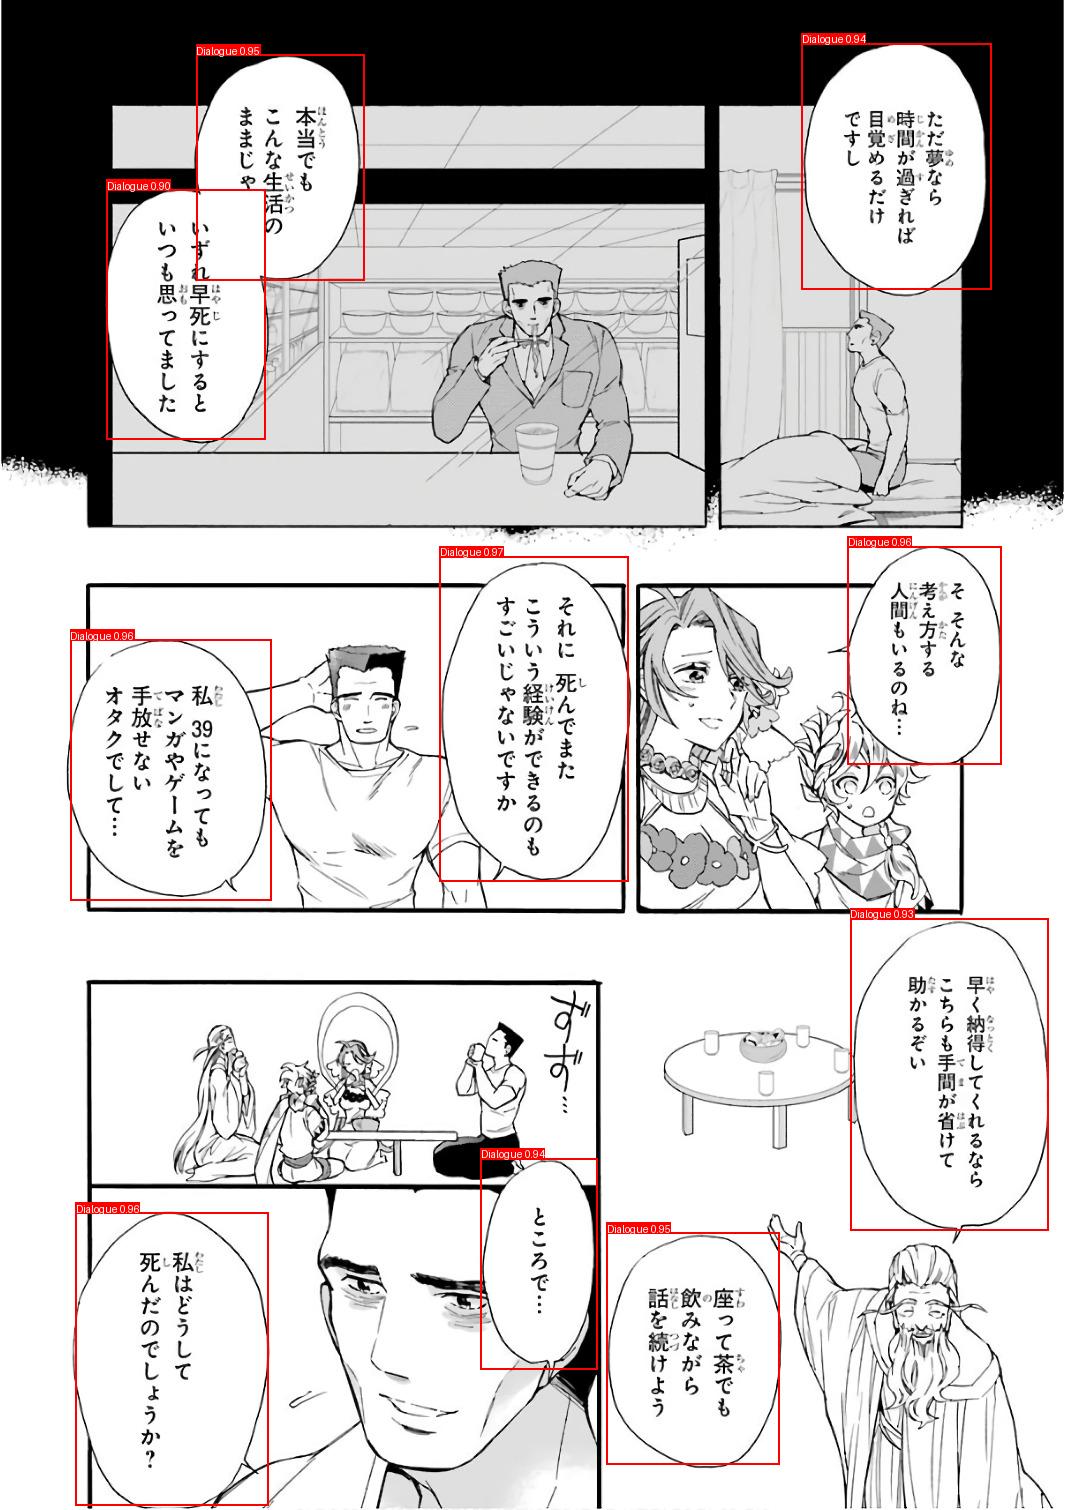 Dialogue 0.94
ただ夢なら
時間が過ぎれば
目覚めるだけ
ですし
Dialogue 0.95
本当でも
こんな生活の
ままじゃ
Dialogue 0.90
いずれ早死にすると
いつも思ってました
Dialogue 0.96
そ そんな
考え方する
人間もいるのね…
Dialogue 0.97
それに 死んでまた
こういう経験ができるのも
すごいじゃないですか
Dialogue 0.96
私 39になっても
マンガやゲームを
手放せない
オタクでして…
Dialogue 0.93
早く納得してくれるなら
こちらも手間が省けて
助かるぞい
Dialogue 0.95
座って茶でも
飲みながら
話を続けよう
ずず…
Dialogue 0.94
ところで…
Dialogue 0.96
私はどうして
死んだのでしょうか?